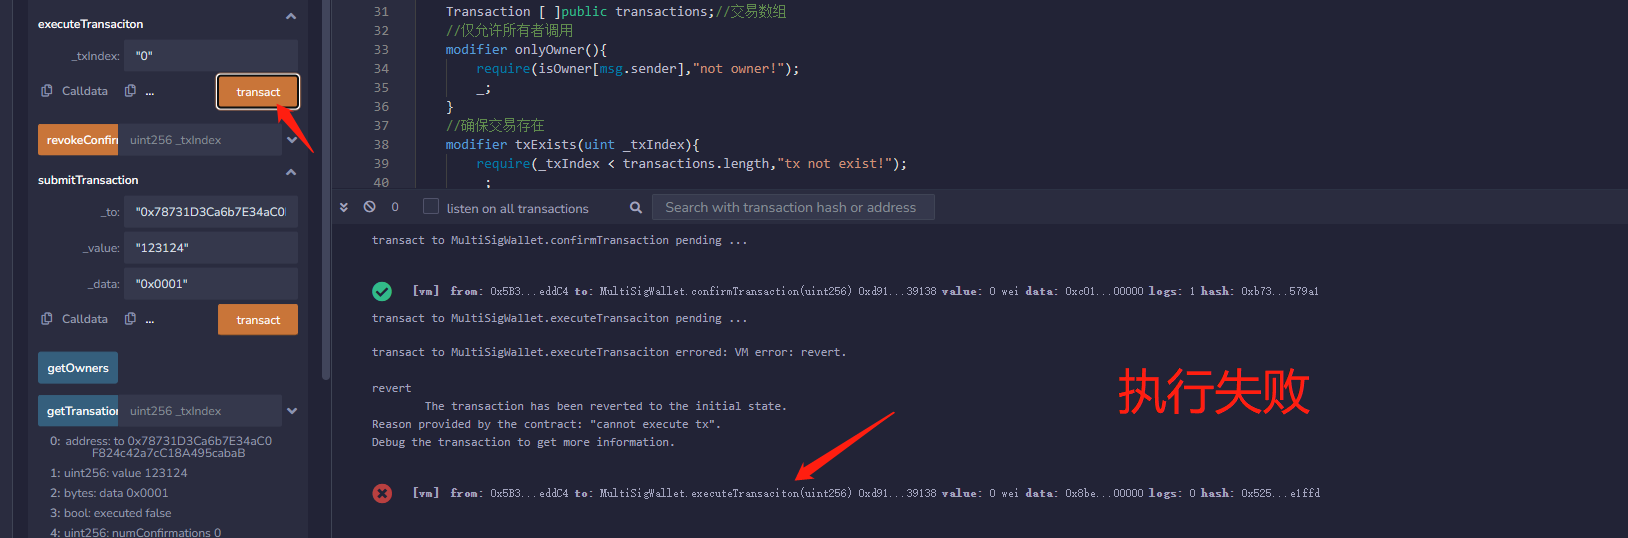 executeTransaciton
_txIndex:
"0"
Calldata
...
transact
revokeConfirr
uint256 _txIndex
submitTransaction
_to:
"0x78731D3Ca6b7E34aC0
_value:
"123124"
_data:
"0x0001"
Calldata
...
transact
getOwners
getTransation
uint256 _txIndex
0: address: to 0x78731D3Ca6b7E34aC0
F824c42a7cC18A495cabaB
1: uint256: value 123124
2: bytes: data 0x0001
3: bool: executed false
4: uint256: numConfirmations 0
31 Transaction [ ]public transactions;//交易数组
32 //仅允许所有者调用
33 modifier onlyOwner(){
34 require(isOwner[msg.sender],"not owner!");
35 _;
36 }
37 //确保交易存在
38 modifier txExists(uint _txIndex){
39 require(_txIndex < transactions.length,"tx not exist!");
40 _;
0
listen on all transactions
Search with transaction hash or address
transact to MultiSigWallet.confirmTransaction pending ...
[vm] from: 0x5B3...eddC4 to: MultiSigWallet.confirmTransaction(uint256) 0xd91...39138 value: 0 wei data: 0xc01...00000 logs: 1 hash: 0xb73...579a1
transact to MultiSigWallet.executeTransaciton pending ...
transact to MultiSigWallet.executeTransaciton errored: VM error: revert.
revert
The transaction has been reverted to the initial state.
Reason provided by the contract: "cannot execute tx".
Debug the transaction to get more information.
执行失败
[vm] from: 0x5B3...eddC4 to: MultiSigWallet.executeTransaciton(uint256) 0xd91...39138 value: 0 wei data: 0x8be...00000 logs: 0 hash: 0x525...e1ffd